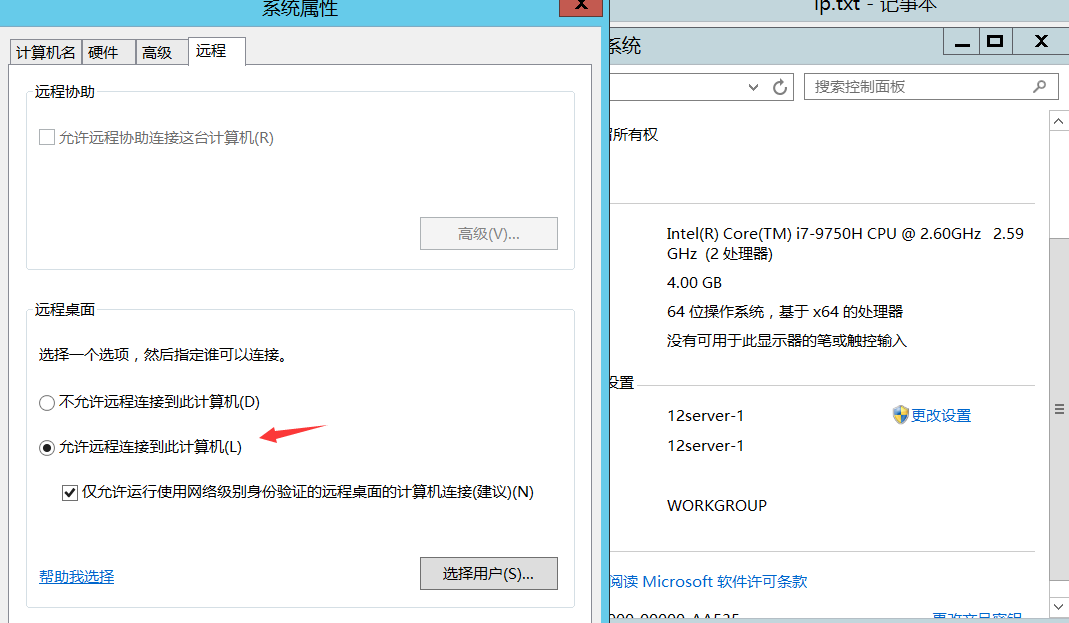 系统属性
X
ip.txt - 记事本
计算机名
硬件
高级
远程
系统
X
搜索控制面板
远程协助
允许远程协助连接这台计算机(R)
高级(V)...
所有权
Intel(R) Core(TM) i7-9750H CPU @ 2.60GHz 2.59
GHz (2 处理器)
4.00 GB
64 位操作系统，基于 x64 的处理器
没有可用于此显示器的笔或触控输入
远程桌面
选择一个选项，然后指定谁可以连接。
不允许远程连接到此计算机(D)
允许远程连接到此计算机(L)
仅允许运行使用网络级别身份验证的远程桌面的计算机连接(建议)(N)
帮助我选择
选择用户(S)...
设置
12server-1
更改设置
12server-1
WORKGROUP
阅读 Microsoft 软件许可条款
更改产品密钥